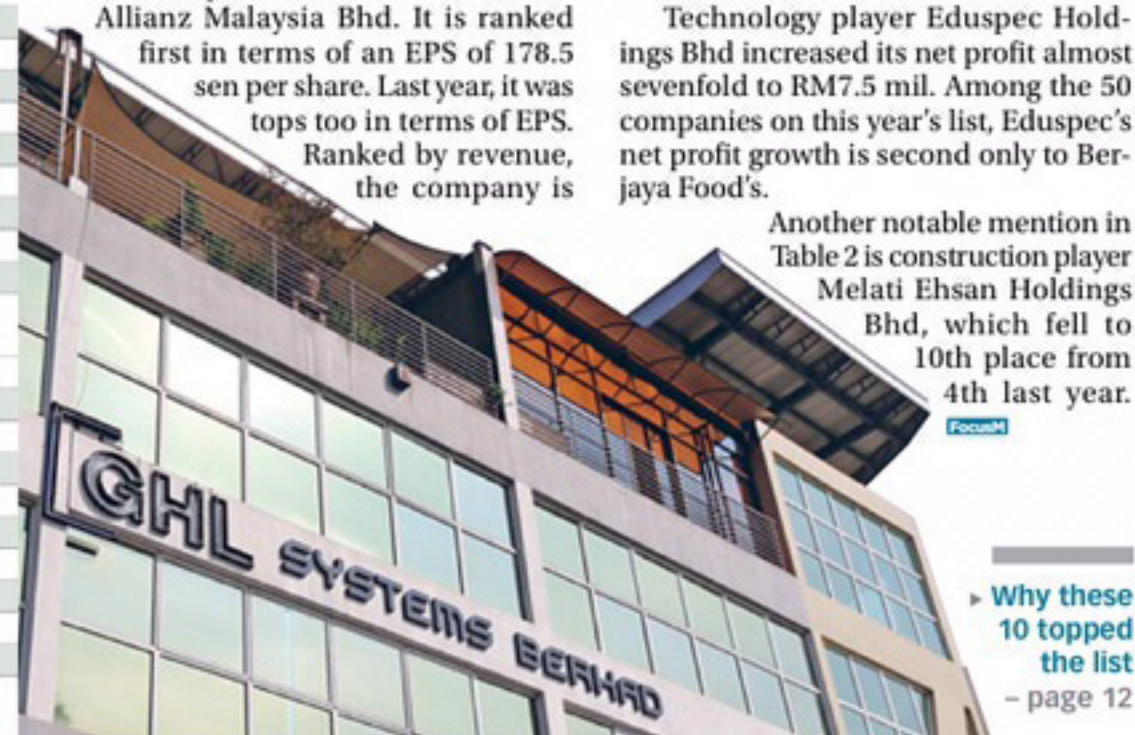 Allianz Malaysia Bhd. It is ranked
first in terms of an EPS of 178.5
sen per share. Last year, it was
tops too in terms of EPS.
Ranked by revenue,
the company is
Technology player Eduspec Hold-
ings Bhd increased its net profit almost
sevenfold to RM7.5 mil. Among the 50
companies on this year's list, Eduspec's
net profit growth is second only to Ber-
jaya Food's.
Another notable mention in
Table 2 is construction player
Melati Ehsan Holdings
Bhd, which fell to
10th place from
4th last year.
FocusM
GHL SYSTEMS BERHAD
Why these
10 topped
the list
– page 12